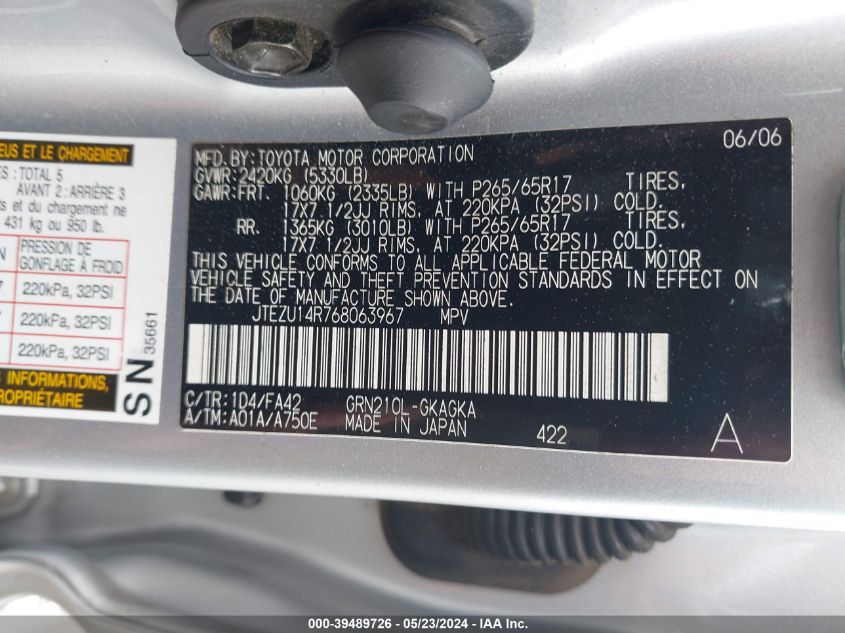 EUS ET LE CHARGEMENT
ES : TOTAL 5
AVANT 2 : ARRIÈRE 3
ts et du chargement ne
431 kg ou 950 lb.
N
PRESSION DE
GONFLAGE À FROID
7
220kPa, 32PSI
7
220kPa, 32PSI
220kPa, 32PSI
INFORMATIONS,
PROPRIÉTAIRE
SN 35661
06/06
MFD. BY: TOYOTA MOTOR CORPORATION
GVWR: 2420KG (5330LB)
GAWR: FRT. 1060KG (2335LB) WITH P265/65R17 TIRES,
17X7 1/2JJ RIMS, AT 220KPA (32PSI) COLD.
RR. 1365KG (3010LB) WITH P265/65R17 TIRES,
17X7 1/2JJ RIMS, AT 220KPA (32PSI) COLD.
THIS VEHICLE CONFORMS TO ALL APPLICABLE FEDERAL MOTOR
VEHICLE SAFETY AND THEFT PREVENTION STANDARDS IN EFFECT ON
THE DATE OF MANUFACTURE SHOWN ABOVE.
JTEZU14R768063967 MPV
C/TR: 1D4/FA42 GRN210L-GKAGKA
A/TM: A01A/A750E MADE IN JAPAN
422
A
000-39489726 - 05/23/2024 - IAA Inc.